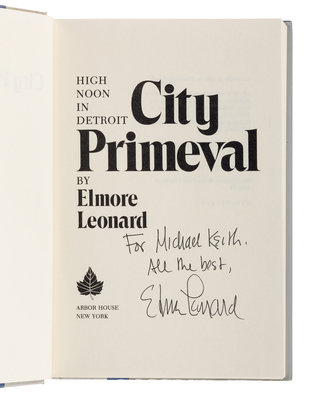 HIGH
NOON
IN
DETROIT
City
Primeval
BY
Elmore
Leonard
For Michael Keith.
All the best,
Elmore Leonard
ARBOR HOUSE
NEW YORK